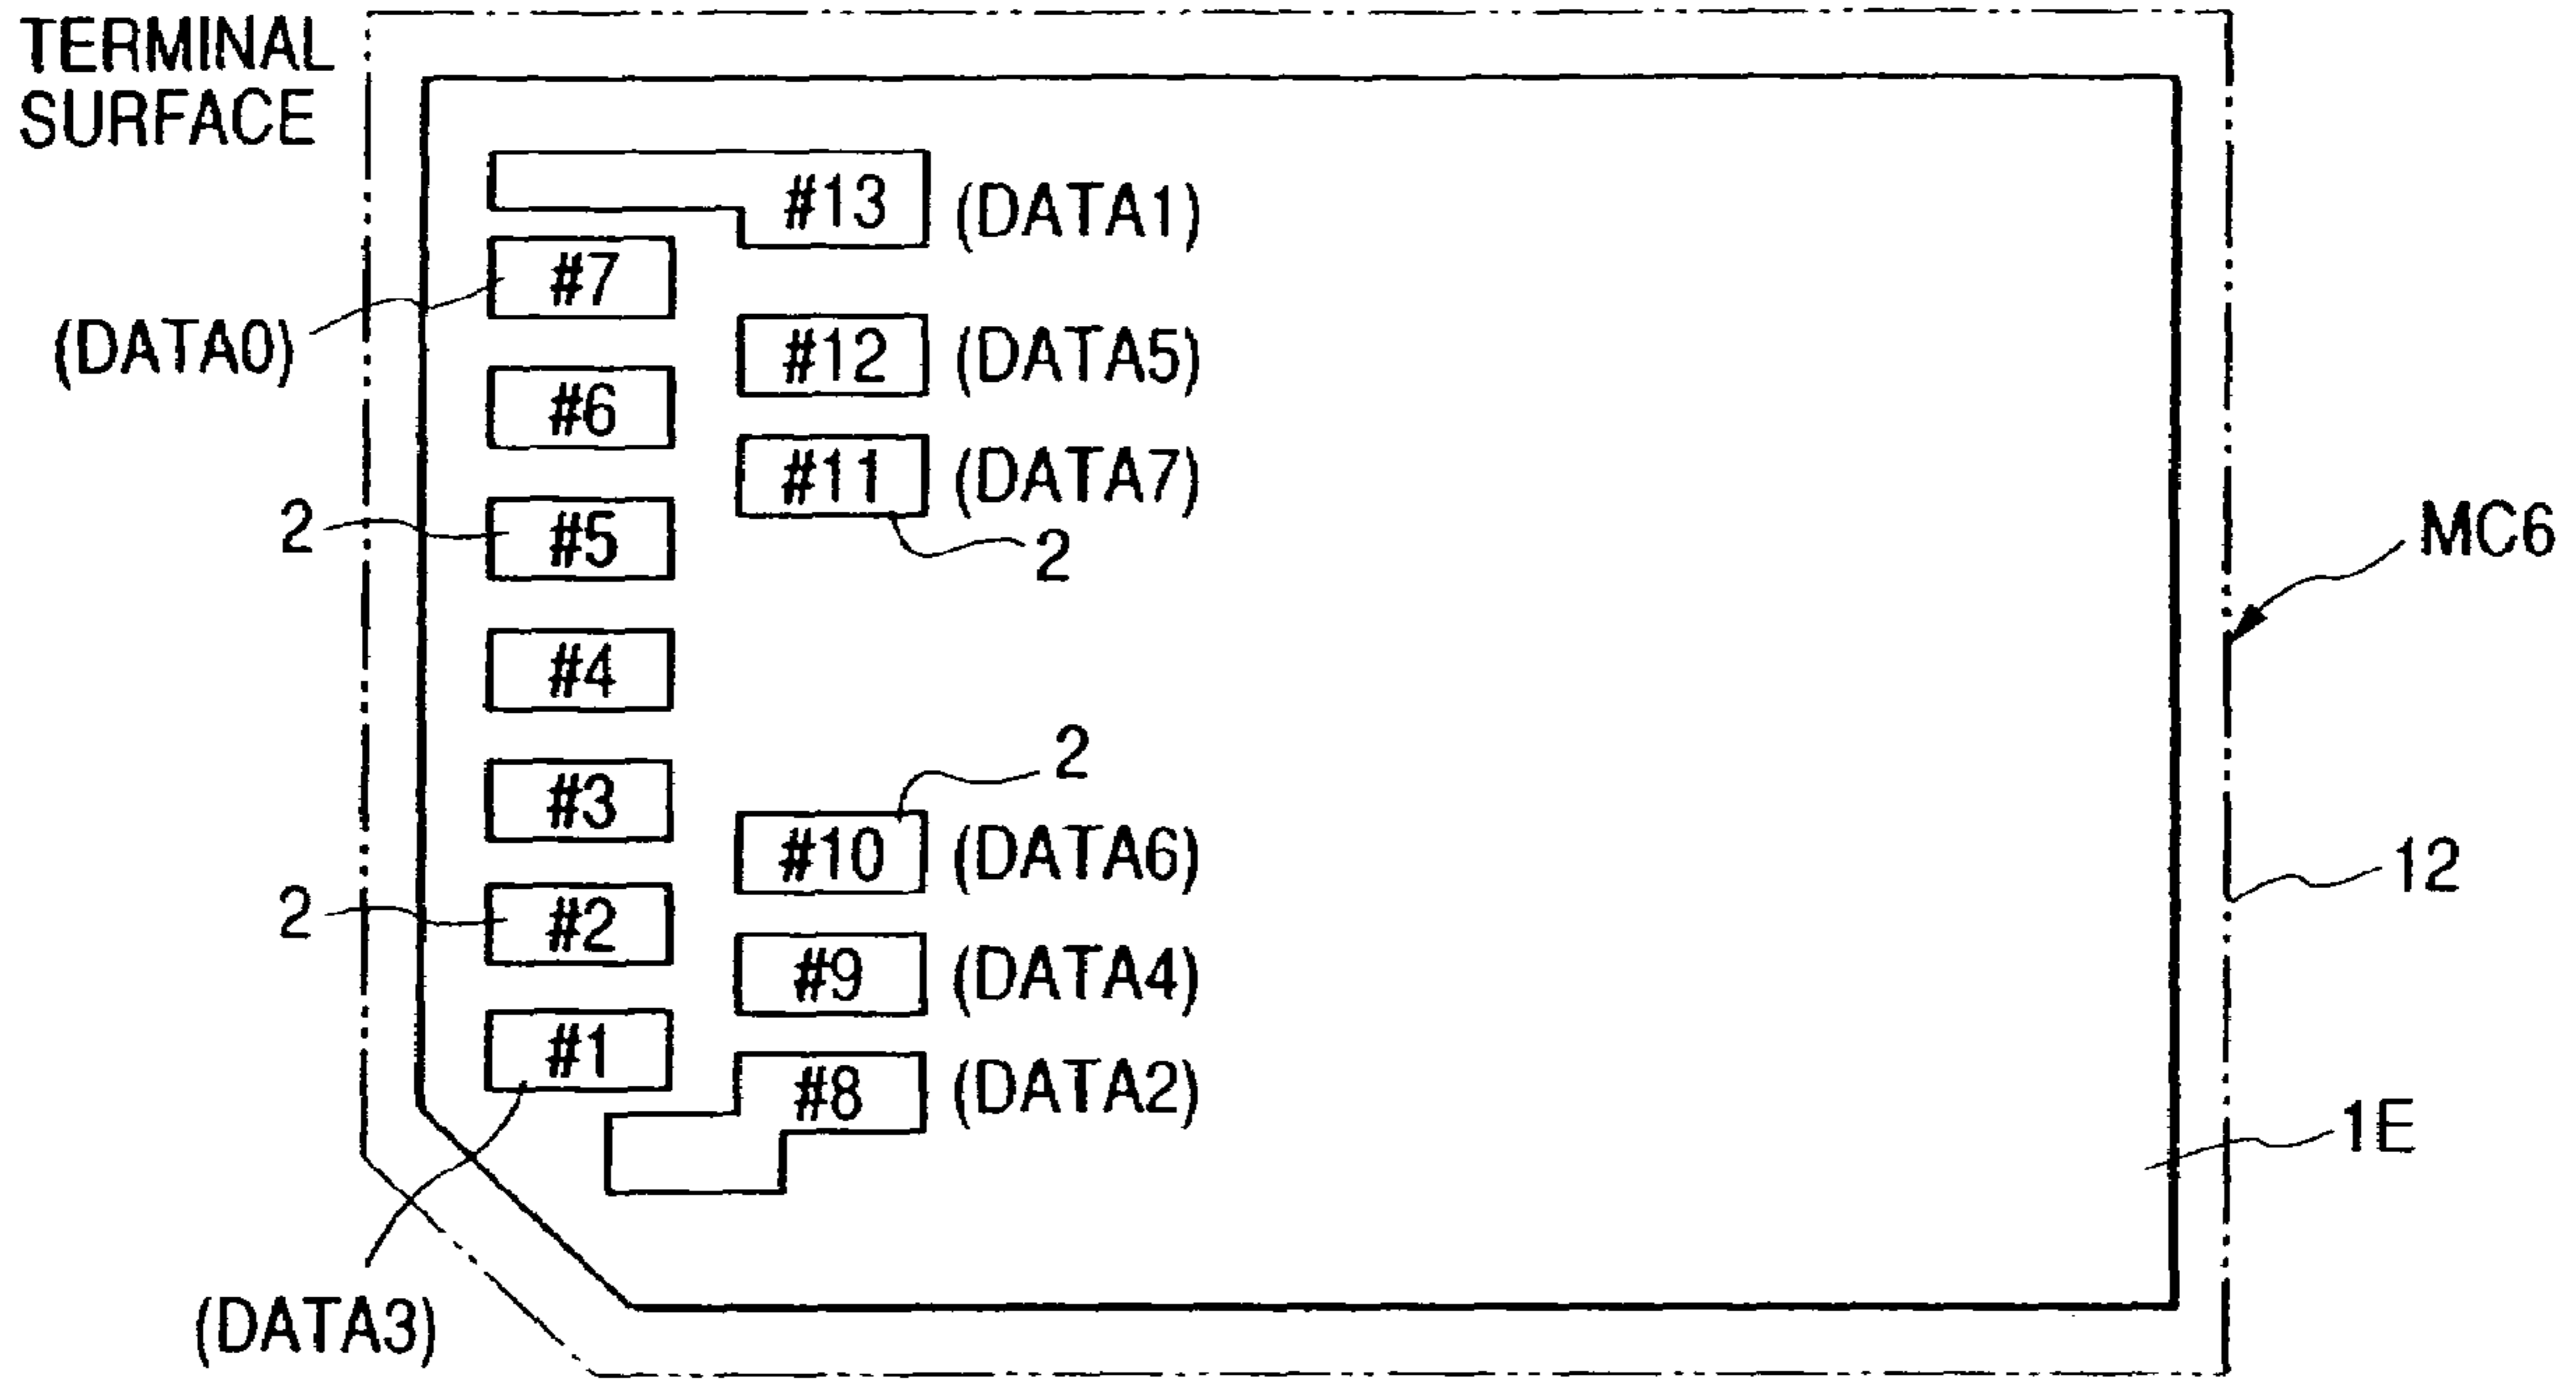 TERMINAL
SURFACE
#13 (DATA1)
#7
(DATA0)
#12 (DATA5)
#6
#11 (DATA7)
2 #5
2
MC6
#4
2
#3
#10 (DATA6)
12
2 #2
#9 (DATA4)
#1
#8 (DATA2)
1E
(DATA3)